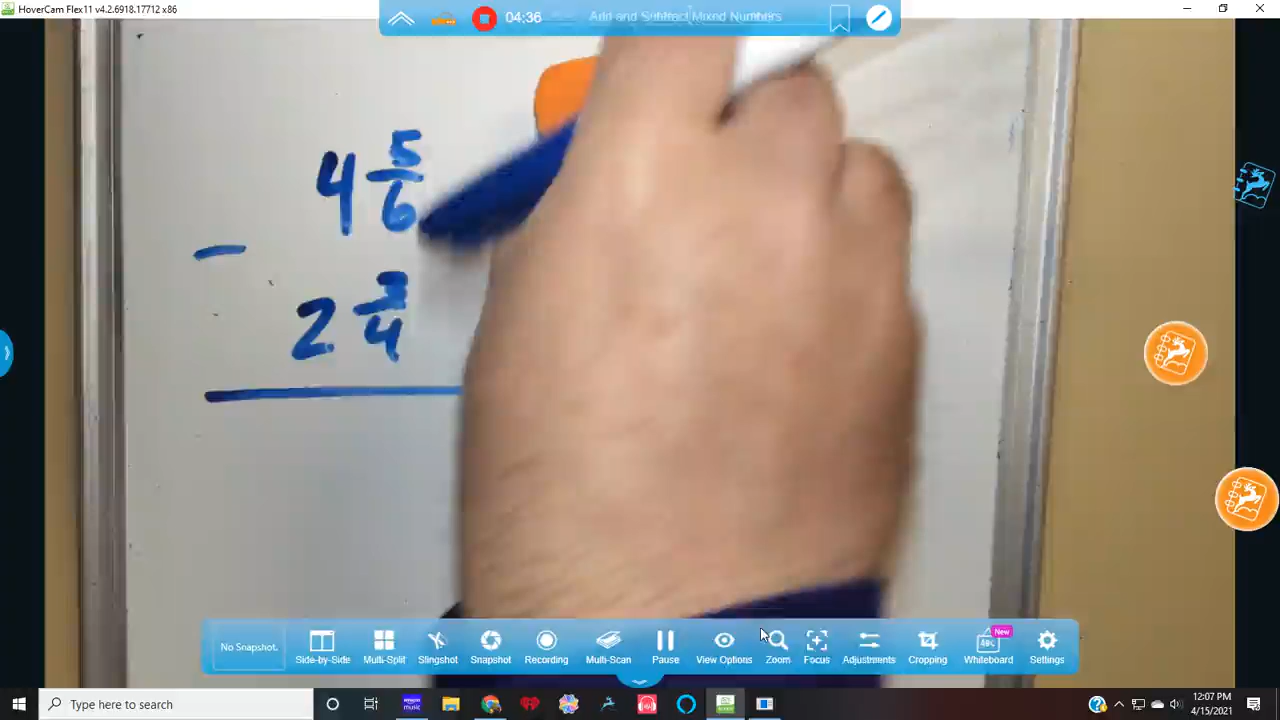 HoverCam Flex11 v4.2.6918.17712 x86
04:36 Add and Subtract Mixed Numbers
4 5/6
-
2 3/4
No Snapshot.
Side-by-Side Multi-Split Slingshot Snapshot Recording Multi-Scan Pause View Options Zoom Focus Adjustments Cropping Whiteboard Settings
New
ABC
Type here to search
music
12:07 PM
4/15/2021